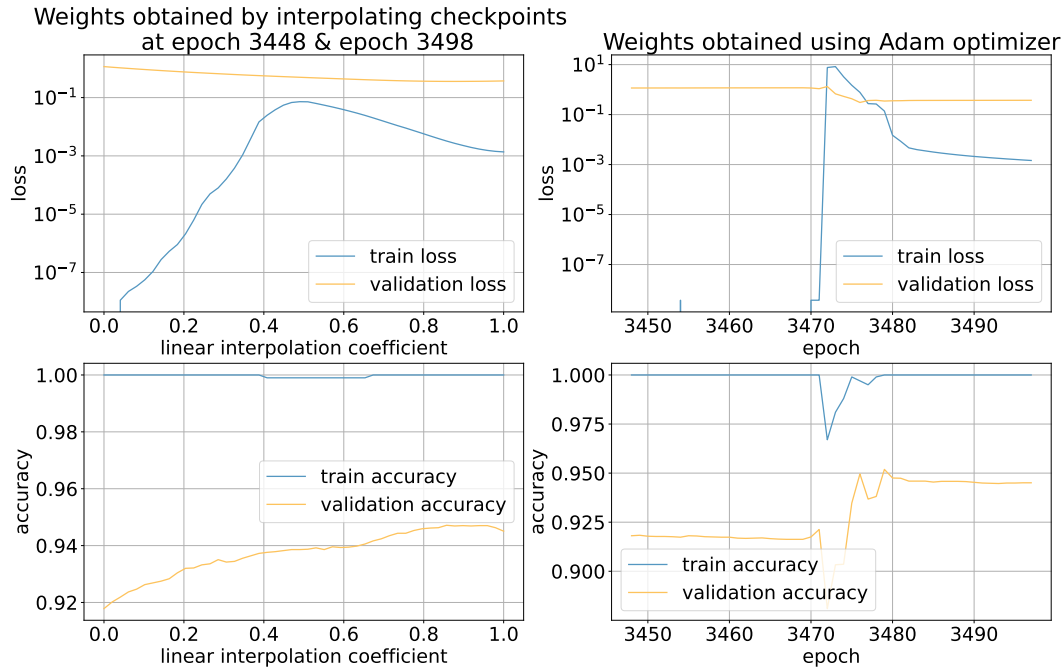 Weights obtained by interpolating checkpoints
at epoch 3448 & epoch 3498
loss
10⁻¹
10⁻³
10⁻⁵
10⁻⁷
train loss
validation loss
0.0 0.2 0.4 0.6 0.8 1.0
linear interpolation coefficient
Weights obtained using Adam optimizer
loss
10¹
10⁻¹
10⁻³
10⁻⁵
10⁻⁷
train loss
validation loss
3450 3460 3470 3480 3490
epoch
accuracy
1.00
0.98
0.96
0.94
0.92
train accuracy
validation accuracy
0.0 0.2 0.4 0.6 0.8 1.0
linear interpolation coefficient
accuracy
1.000
0.975
0.950
0.925
0.900
train accuracy
validation accuracy
3450 3460 3470 3480 3490
epoch